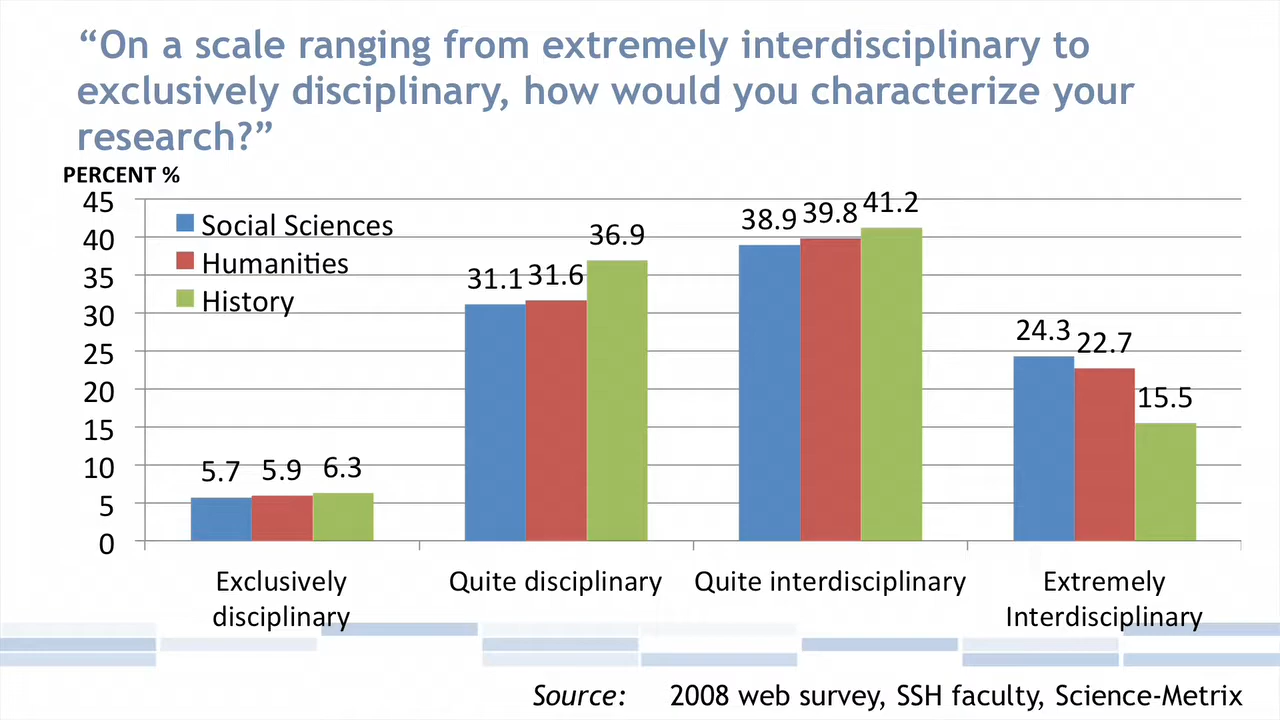 “On a scale ranging from extremely interdisciplinary to
exclusively disciplinary, how would you characterize your
research?”
PERCENT %
45
40
35
30
25
20
15
10
5
0
Social Sciences
Humanities
History
5.7 5.9 6.3
31.1 31.6 36.9
38.9 39.8 41.2
24.3 22.7 15.5
Exclusively
disciplinary
Quite disciplinary
Quite interdisciplinary
Extremely
Interdisciplinary
Source: 2008 web survey, SSH faculty, Science-Metrix